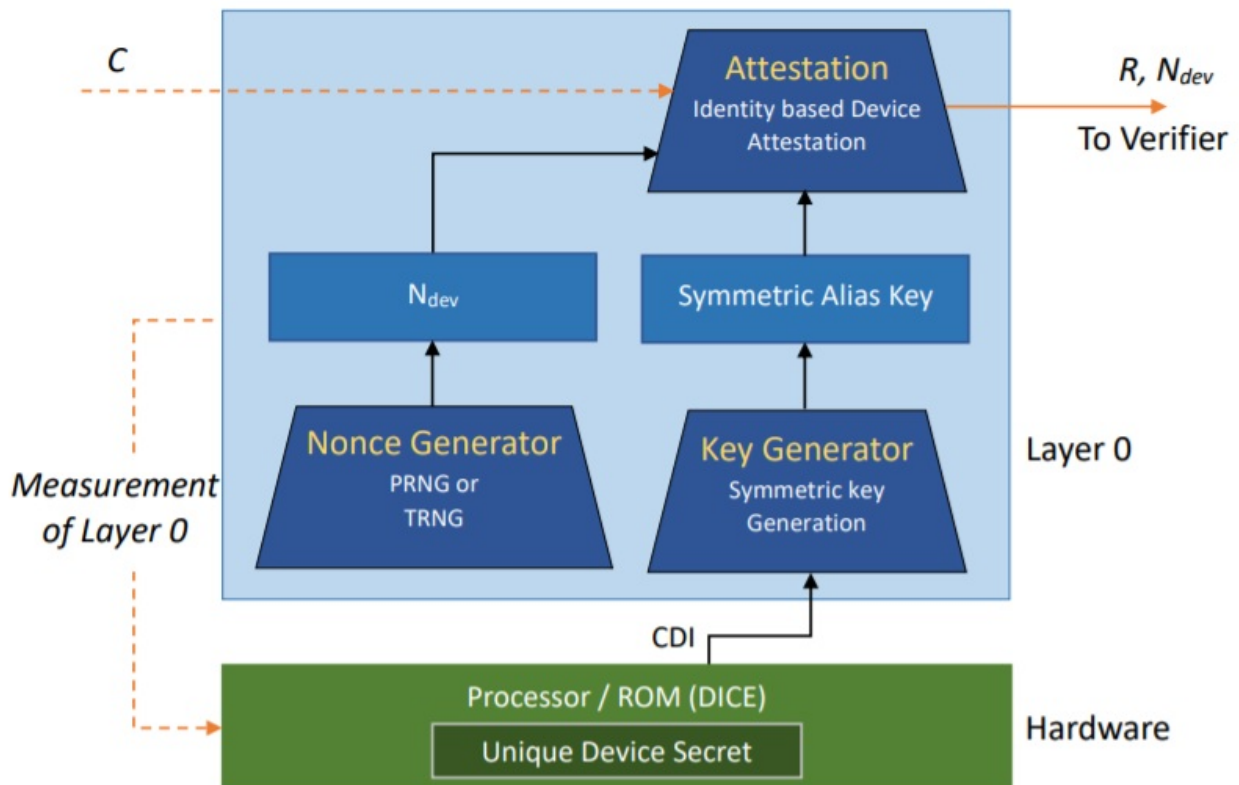 C
Attestation
Identity based Device
Attestation
R, Ndev
To Verifier
Ndev
Symmetric Alias Key
Nonce Generator
PRNG or
TRNG
Key Generator
Symmetric key
Generation
Layer 0
Measurement
of Layer 0
CDI
Processor / ROM (DICE)
Unique Device Secret
Hardware